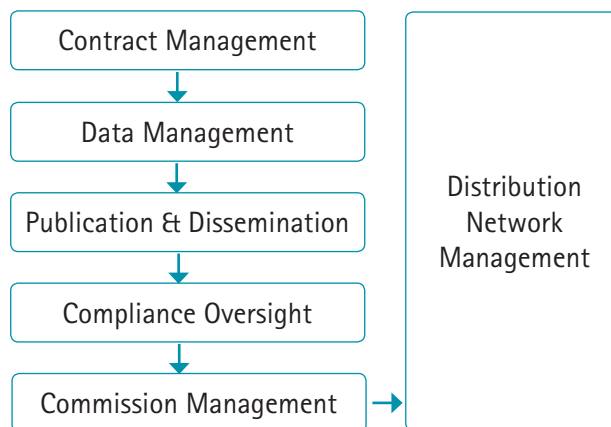 Contract Management
Data Management
Publication & Dissemination
Compliance Oversight
Commission Management
Distribution
Network
Management